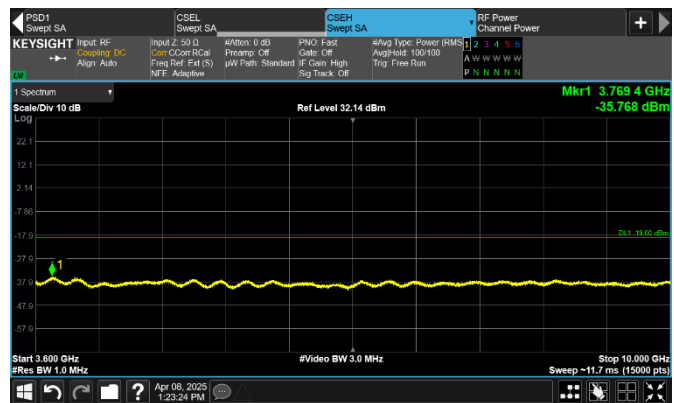 PSD1
Swept SA
CSEL
Swept SA
CSEH
Swept SA
RF Power
Channel Power
KEYSIGHT
Input: RF
Coupling: DC
Align: Auto
Input Z: 50 Ω
Corr CCorr RCal
Freq Ref: Ext (S)
NFE: Adaptive
#Atten: 0 dB
Preamp: Off
µW Path: Standard
PNO: Fast
Gate: Off
IF Gain: High
Sig Track: Off
#Avg Type: Power (RMS)
Avg|Hold: 100/100
Trig: Free Run
1 2 3 4 5 6
A W W W W W
P N N N N N
LXI
1 Spectrum
Mkr1 3.769 4 GHz
-35.768 dBm
Scale/Div 10 dB
Ref Level 32.14 dBm
Log
22.1
12.1
2.14
-7.86
-17.9
DL1 -19.00 dBm
-27.9
1
-37.9
-47.9
-57.9
Start 3.600 GHz
#Video BW 3.0 MHz
Stop 10.000 GHz
#Res BW 1.0 MHz
Sweep ~11.7 ms (15000 pts)
?
Apr 08, 2025
1:23:24 PM